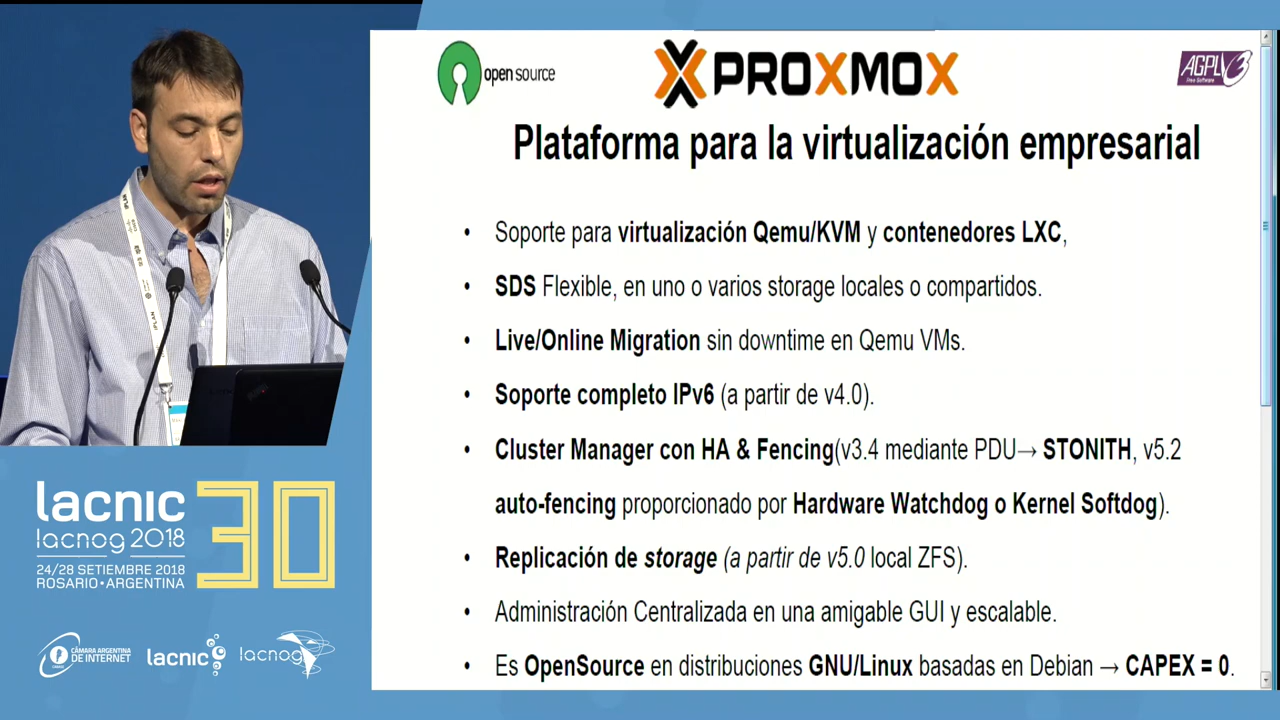 open source
PROXMOX
AGPL v3
Free Software
Plataforma para la virtualización empresarial
• Soporte para virtualización Qemu/KVM y contenedores LXC,
• SDS Flexible, en uno o varios storage locales o compartidos.
• Live/Online Migration sin downtime en Qemu VMs.
• Soporte completo IPv6 (a partir de v4.0).
• Cluster Manager con HA & Fencing(v3.4 mediante PDU→ STONITH, v5.2
auto-fencing proporcionado por Hardware Watchdog o Kernel Softdog).
• Replicación de storage (a partir de v5.0 local ZFS).
• Administración Centralizada en una amigable GUI y escalable.
• Es OpenSource en distribuciones GNU/Linux basadas en Debian → CAPEX = 0.
lacnic 30
lacnog 2018
24/28 SETIEMBRE 2018
ROSARIO • ARGENTINA
CÁMARA ARGENTINA
DE INTERNET
lacnic
lacnog